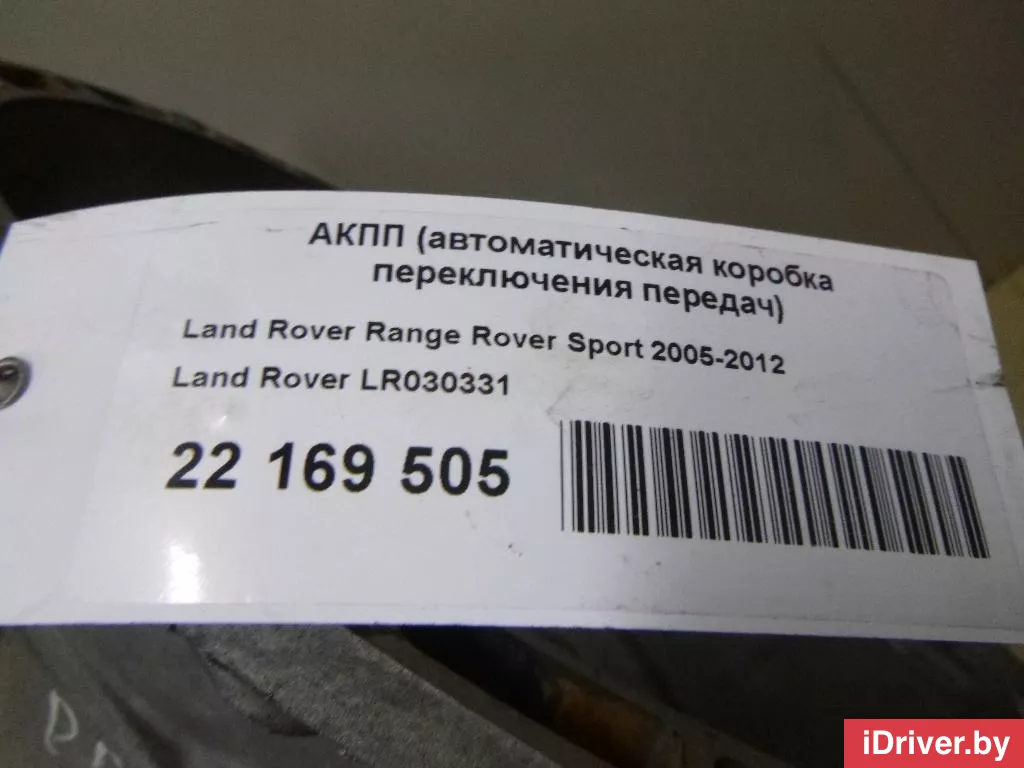 АКПП (автоматическая коробка
переключения передач)
Land Rover Range Rover Sport 2005-2012
Land Rover LR030331
22 169 505
iDriver.by